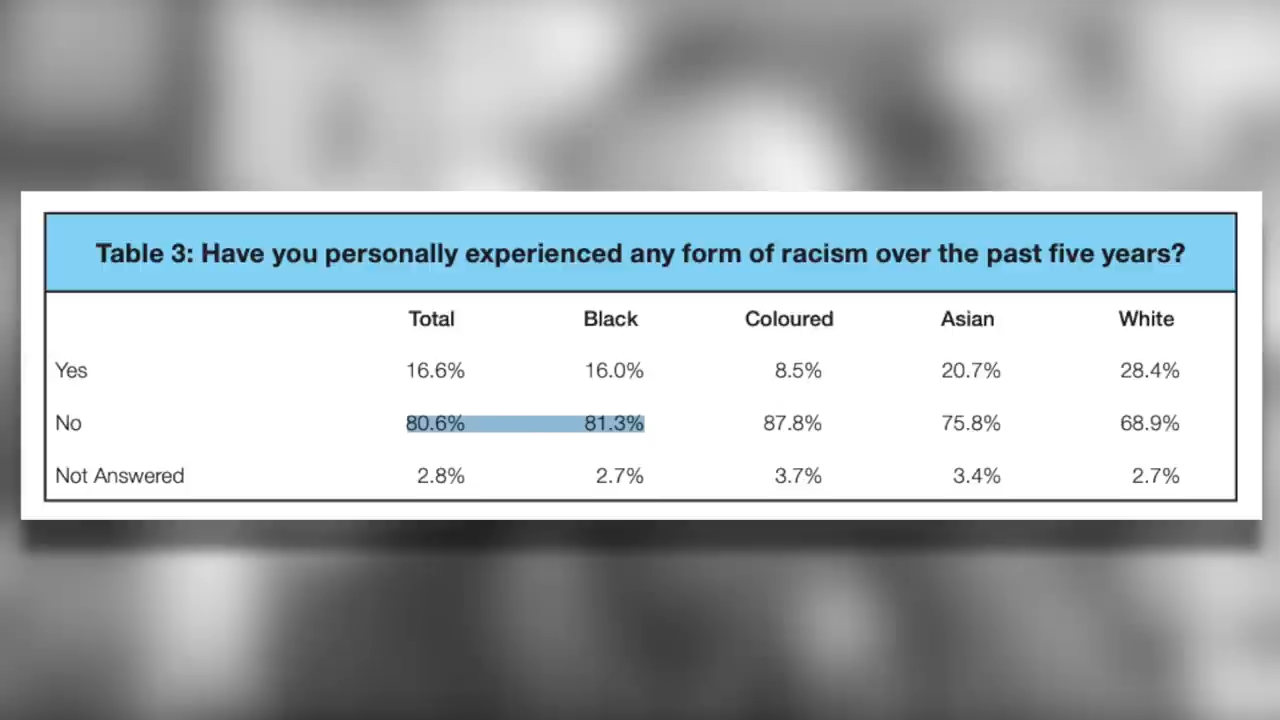 Table 3: Have you personally experienced any form of racism over the past five years?
Total Black Coloured Asian White
Yes 16.6% 16.0% 8.5% 20.7% 28.4%
No 80.6% 81.3% 87.8% 75.8% 68.9%
Not Answered 2.8% 2.7% 3.7% 3.4% 2.7%